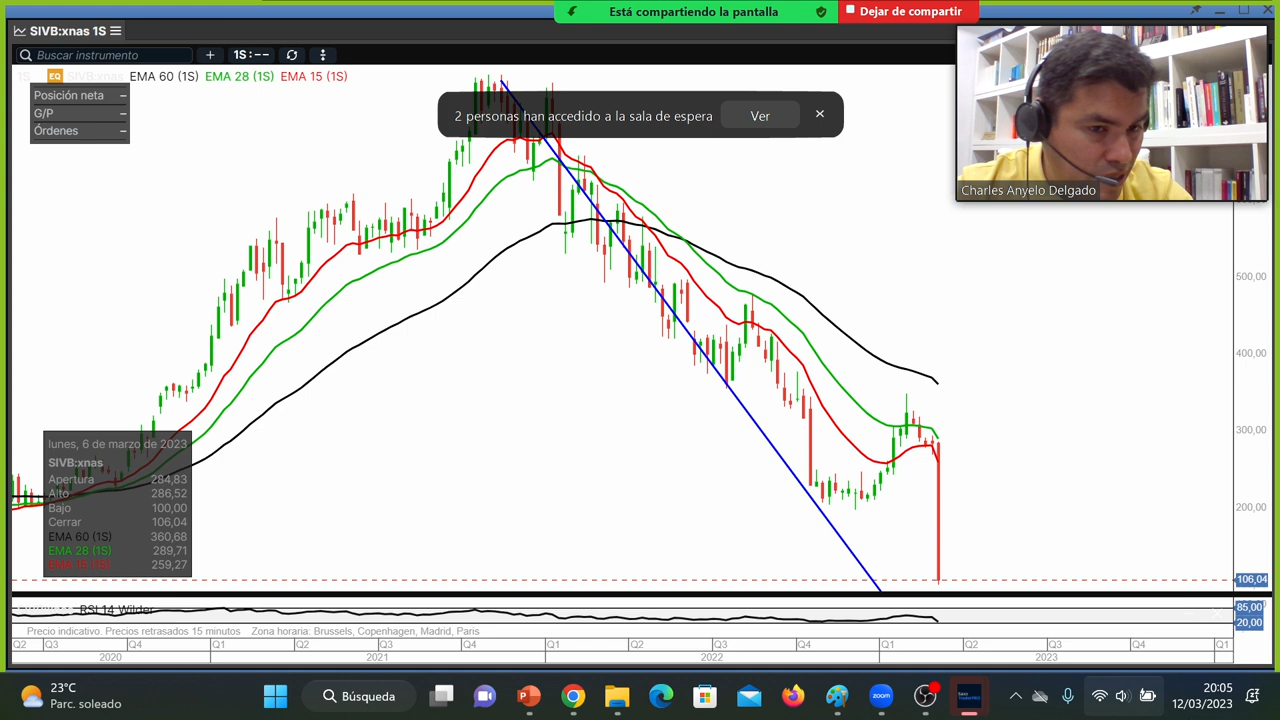 Está compartiendo la pantalla
Dejar de compartir
SIVB:xnas 1S
Buscar instrumento
1S:--
1S EQ SIVB:xnas EMA 60 (1S) EMA 28 (1S) EMA 15 (1S)
Posición neta –
G/P –
Órdenes –
2 personas han accedido a la sala de espera Ver
Charles Anyelo Delgado
500,00
400,00
300,00
200,00
106,04
lunes, 6 de marzo de 2023
SIVB:xnas
Apertura 284,83
Alto 286,52
Bajo 100,00
Cerrar 106,04
EMA 60 (1S) 360,68
EMA 28 (1S) 289,71
EMA 15 (1S) 259,27
RSI 14 Wilder
85,00
20,00
Precio indicativo. Precios retrasados 15 minutos Zona horaria: Brussels, Copenhagen, Madrid, Paris
Q2 Q3 Q4 Q1 Q2 Q3 Q4 Q1 Q2 Q3 Q4 Q1 Q2 Q3 Q4 Q1
2020 2021 2022 2023
23°C
Parc. soleado
Búsqueda
zoom
20:05
12/03/2023